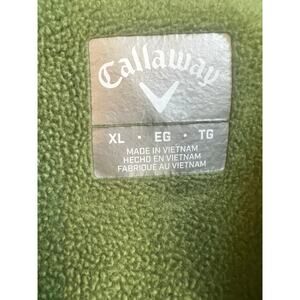 Callaway
XL • EG • TG
MADE IN VIETNAM
HECHO EN VIETNAM
FABRIQUÉ AU VIETNAM